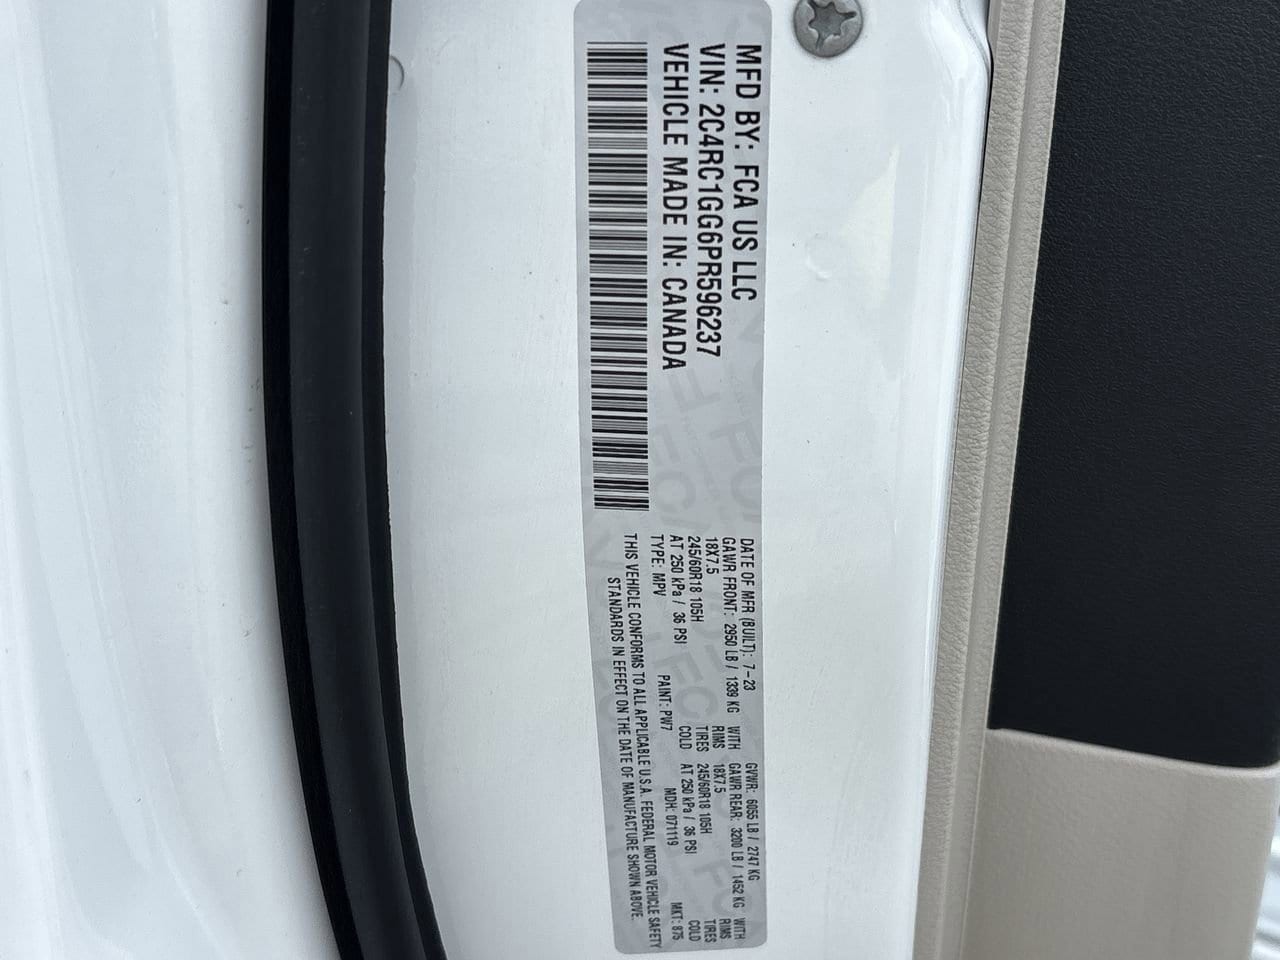 MFD BY: FCA US LLC
VIN: 2C4RC1GG6PR596237
VEHICLE MADE IN: CANADA
DATE OF MFR (BUILT): 7-23 GVWR: 6055 LB / 2747 KG
GAWR FRONT: 2950 LB / 1339 KG WITH GAWR REAR: 3200 LB / 1452 KG WITH
18X7.5 RIMS 18X7.5 RIMS
245/60R18 105H TIRES 245/60R18 105H TIRES
AT 250 kPa / 36 PSI COLD AT 250 kPa / 36 PSI COLD
TYPE: MPV PAINT: PW7 MDH: 071119 MKT: 875
THIS VEHICLE CONFORMS TO ALL APPLICABLE U.S.A. FEDERAL MOTOR VEHICLE SAFETY
STANDARDS IN EFFECT ON THE DATE OF MANUFACTURE SHOWN ABOVE.